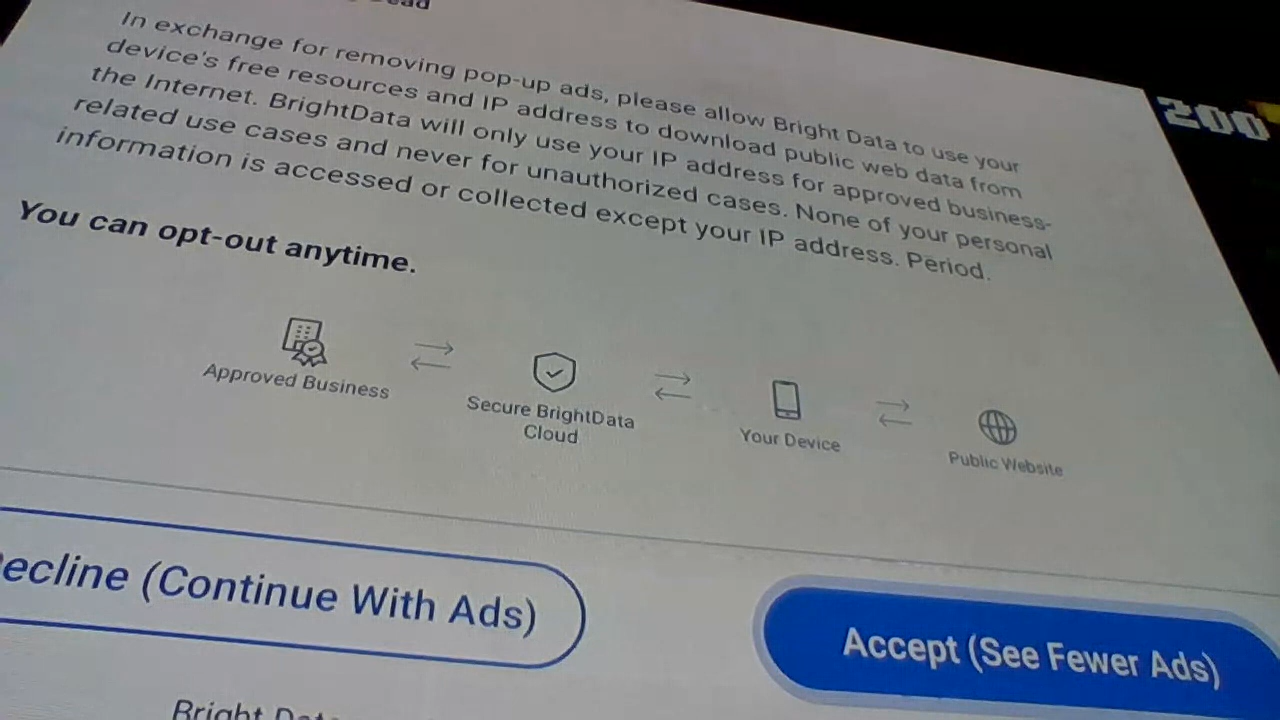 In exchange for removing pop-up ads, please allow Bright Data to use your
device's free resources and IP address to download public web data from
the Internet. BrightData will only use your IP address for approved business-
related use cases and never for unauthorized cases. None of your personal
information is accessed or collected except your IP address. Period.
You can opt-out anytime.
Approved Business
Secure BrightData
Cloud
Your Device
Public Website
ecline (Continue With Ads)
Accept (See Fewer Ads)
Bright Dat
200